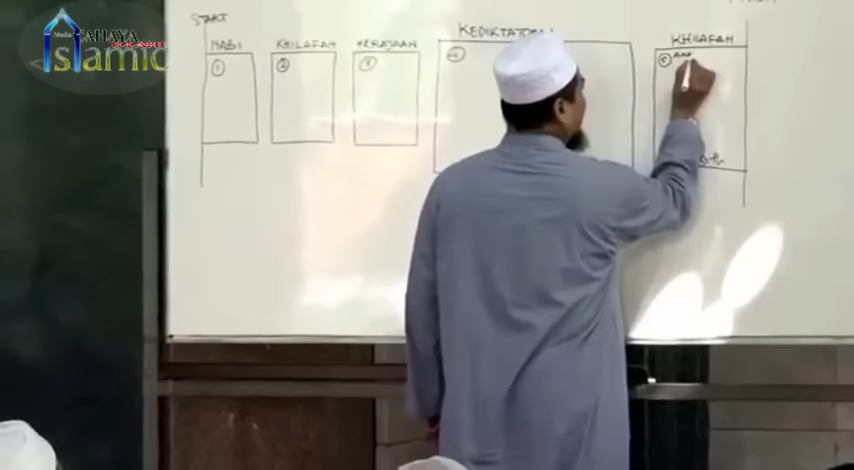 Media CAHAYA
Islamic
START
NABI
KHILAFAH
KERAJAAN
KEDIKTATORAN
KHILAFAH
1
2
3
4
5